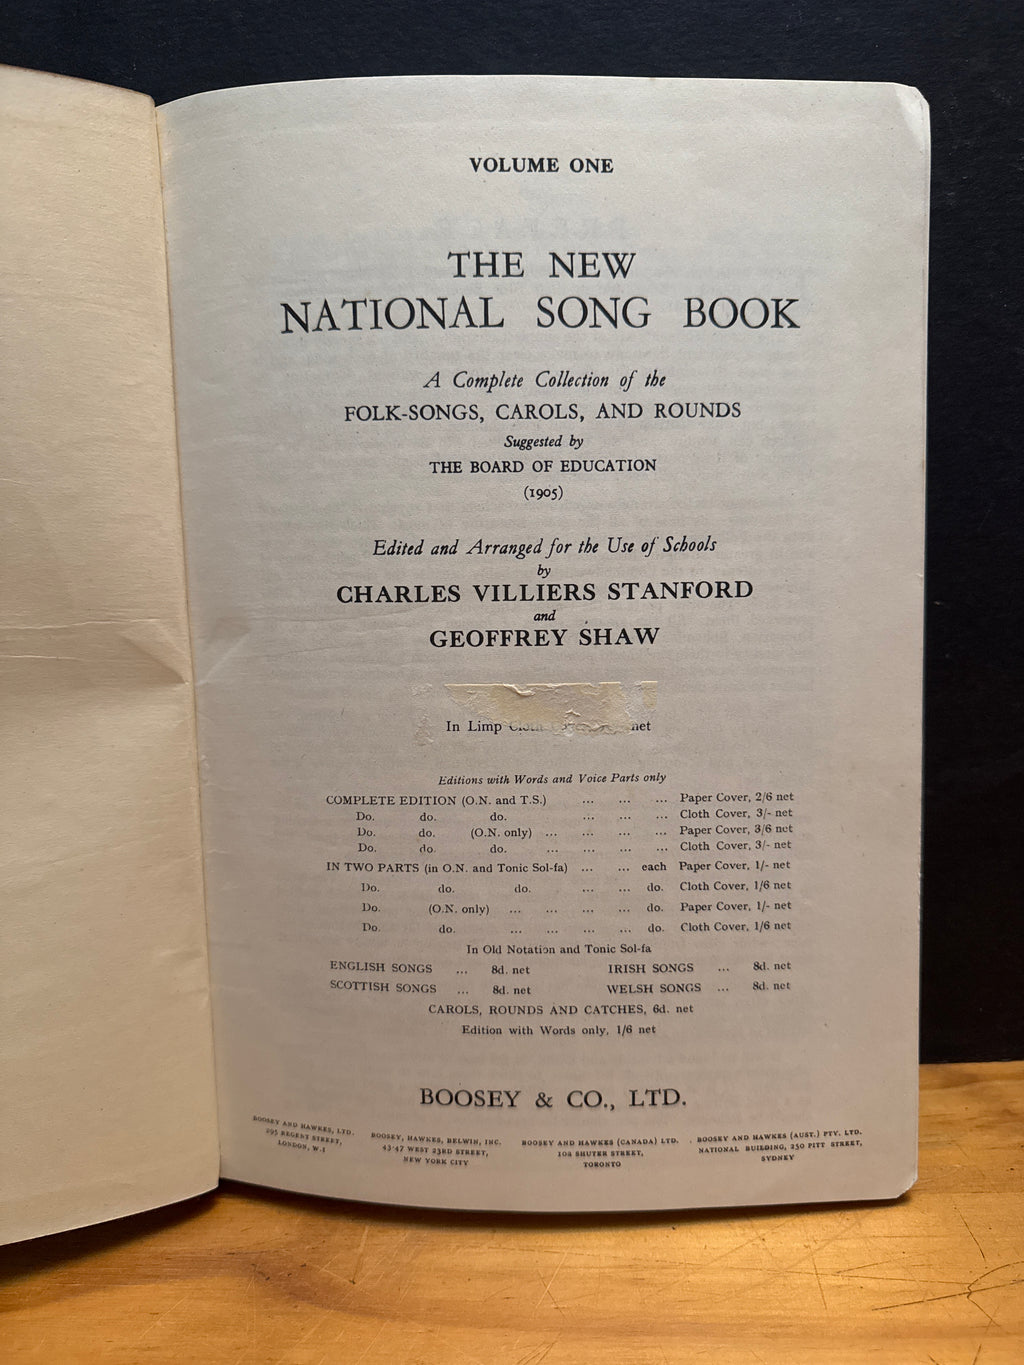 VOLUME ONE
THE NEW
NATIONAL SONG BOOK
A Complete Collection of the
FOLK-SONGS, CAROLS, AND ROUNDS
Suggested by
THE BOARD OF EDUCATION
(1905)
Edited and Arranged for the Use of Schools
by
CHARLES VILLIERS STANFORD
and
GEOFFREY SHAW
In Limp net
Editions with Words and Voice Parts only
COMPLETE EDITION (O.N. and T.S.) ... ... ... Paper Cover, 2/6 net
Do. do. do. ... ... ... Cloth Cover, 3/- net
Do. do. (O.N. only) ... ... ... ... Paper Cover, 3/6 net
Do. do. do. ... ... ... ... Cloth Cover, 3/- net
IN TWO PARTS (in O.N. and Tonic Sol-fa) ... ... each Paper Cover, 1/- net
Do. do. do. ... ... do. Cloth Cover, 1/6 net
Do. (O.N. only) ... ... ... ... do. Paper Cover, 1/- net
Do. do. ... ... ... ... do. Cloth Cover, 1/6 net
In Old Notation and Tonic Sol-fa
ENGLISH SONGS ... 8d. net IRISH SONGS ... 8d. net
SCOTTISH SONGS ... 8d. net WELSH SONGS ... 8d. net
CAROLS, ROUNDS AND CATCHES, 6d. net
Edition with Words only, 1/6 net
BOOSEY & CO., LTD.
BOOSEY AND HAWKES, LTD.
295 REGENT STREET,
LONDON, W.1
BOOSEY, HAWKES, BELWIN, INC.
43-47 WEST 23RD STREET,
NEW YORK CITY
BOOSEY AND HAWKES (CANADA) LTD.
10A SHUTER STREET,
TORONTO
BOOSEY AND HAWKES (AUST.) PTY. LTD.
NATIONAL BUILDING, 250 PITT STREET,
SYDNEY